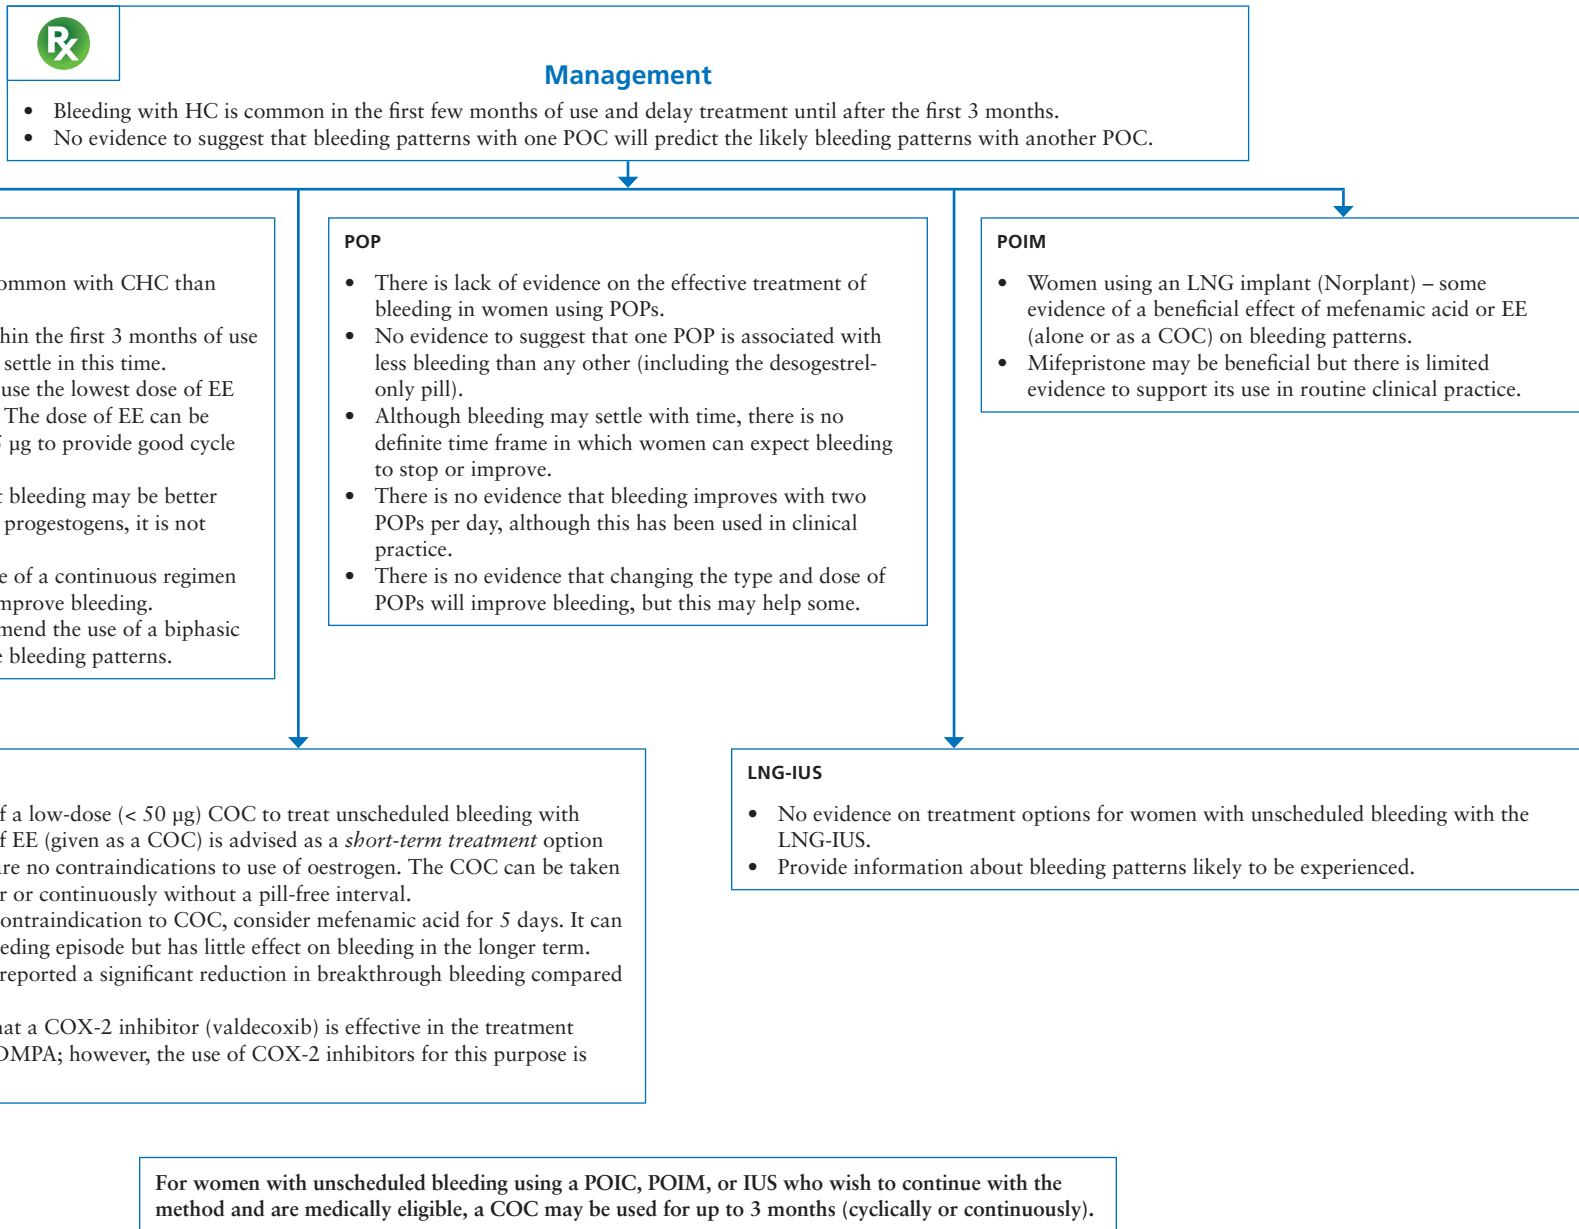 Rx
Management
• Bleeding with HC is common in the first few months of use and delay treatment until after the first 3 months.
• No evidence to suggest that bleeding patterns with one POC will predict the likely bleeding patterns with another POC.
ommon with CHC than
hin the first 3 months of use
settle in this time.
use the lowest dose of EE
The dose of EE can be
µg to provide good cycle
t bleeding may be better
progestogens, it is not
e of a continuous regimen
mprove bleeding.
mend the use of a biphasic
e bleeding patterns.
POP
• There is lack of evidence on the effective treatment of
bleeding in women using POPs.
• No evidence to suggest that one POP is associated with
less bleeding than any other (including the desogestrel-
only pill).
• Although bleeding may settle with time, there is no
definite time frame in which women can expect bleeding
to stop or improve.
• There is no evidence that bleeding improves with two
POPs per day, although this has been used in clinical
practice.
• There is no evidence that changing the type and dose of
POPs will improve bleeding, but this may help some.
POIM
• Women using an LNG implant (Norplant) – some
evidence of a beneficial effect of mefenamic acid or EE
(alone or as a COC) on bleeding patterns.
• Mifepristone may be beneficial but there is limited
evidence to support its use in routine clinical practice.
f a low-dose (< 50 µg) COC to treat unscheduled bleeding with
f EE (given as a COC) is advised as a short-term treatment option
are no contraindications to use of oestrogen. The COC can be taken
r or continuously without a pill-free interval.
ontraindication to COC, consider mefenamic acid for 5 days. It can
eeding episode but has little effect on bleeding in the longer term.
reported a significant reduction in breakthrough bleeding compared
hat a COX-2 inhibitor (valdecoxib) is effective in the treatment
DMPA; however, the use of COX-2 inhibitors for this purpose is
LNG-IUS
• No evidence on treatment options for women with unscheduled bleeding with the
LNG-IUS.
• Provide information about bleeding patterns likely to be experienced.
For women with unscheduled bleeding using a POIC, POIM, or IUS who wish to continue with the
method and are medically eligible, a COC may be used for up to 3 months (cyclically or continuously).